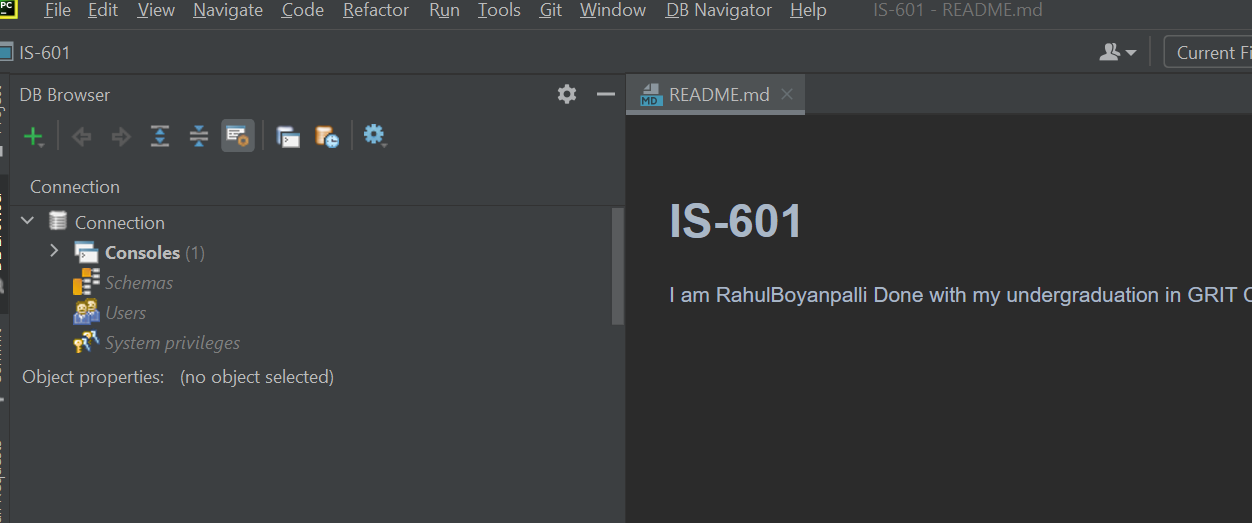 PC
File Edit View Navigate Code Refactor Run Tools Git Window DB Navigator Help IS-601 - README.md
IS-601
Current Fi
DB Browser
README.md
MD
Connection
Connection
Consoles (1)
Schemas
Users
System privileges
Object properties: (no object selected)
IS-601
I am RahulBoyanpalli Done with my undergraduation in GRIT C